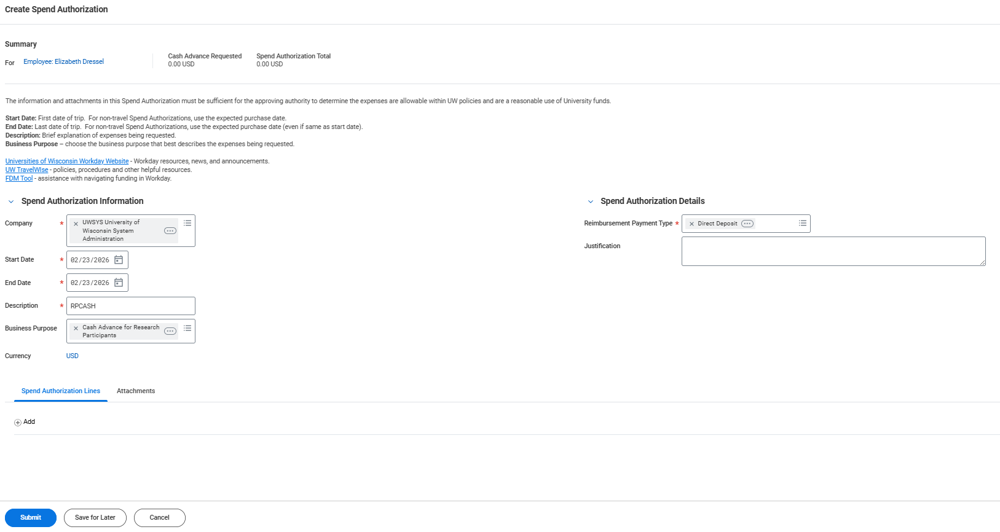 Create Spend Authorization
Summary
For Employee: Elizabeth Dressel
Cash Advance Requested
0.00 USD
Spend Authorization Total
0.00 USD
The information and attachments in this Spend Authorization must be sufficient for the approving authority to determine the expenses are allowable within UW policies and are a reasonable use of University funds.
Start Date: First date of trip. For non-travel Spend Authorizations, use the expected purchase date.
End Date: Last date of trip. For non-travel Spend Authorizations, use the expected purchase date (even if same as start date).
Description: Brief explanation of expenses being requested.
Business Purpose – choose the business purpose that best describes the expenses being requested.
Universities of Wisconsin Workday Website - Workday resources, news, and announcements.
UW TravelWIse - policies, procedures and other helpful resources.
FDM Tool - assistance with navigating funding in Workday.
Spend Authorization Information
Company * × UWSYS University of
Wisconsin System
Administration
Start Date * 02/23/2026
End Date * 02/23/2026
Description * RPCASH
Business Purpose × Cash Advance for Research
Participants
Currency USD
Spend Authorization Details
Reimbursement Payment Type * × Direct Deposit
Justification
Spend Authorization Lines
Attachments
Add
Submit
Save for Later
Cancel